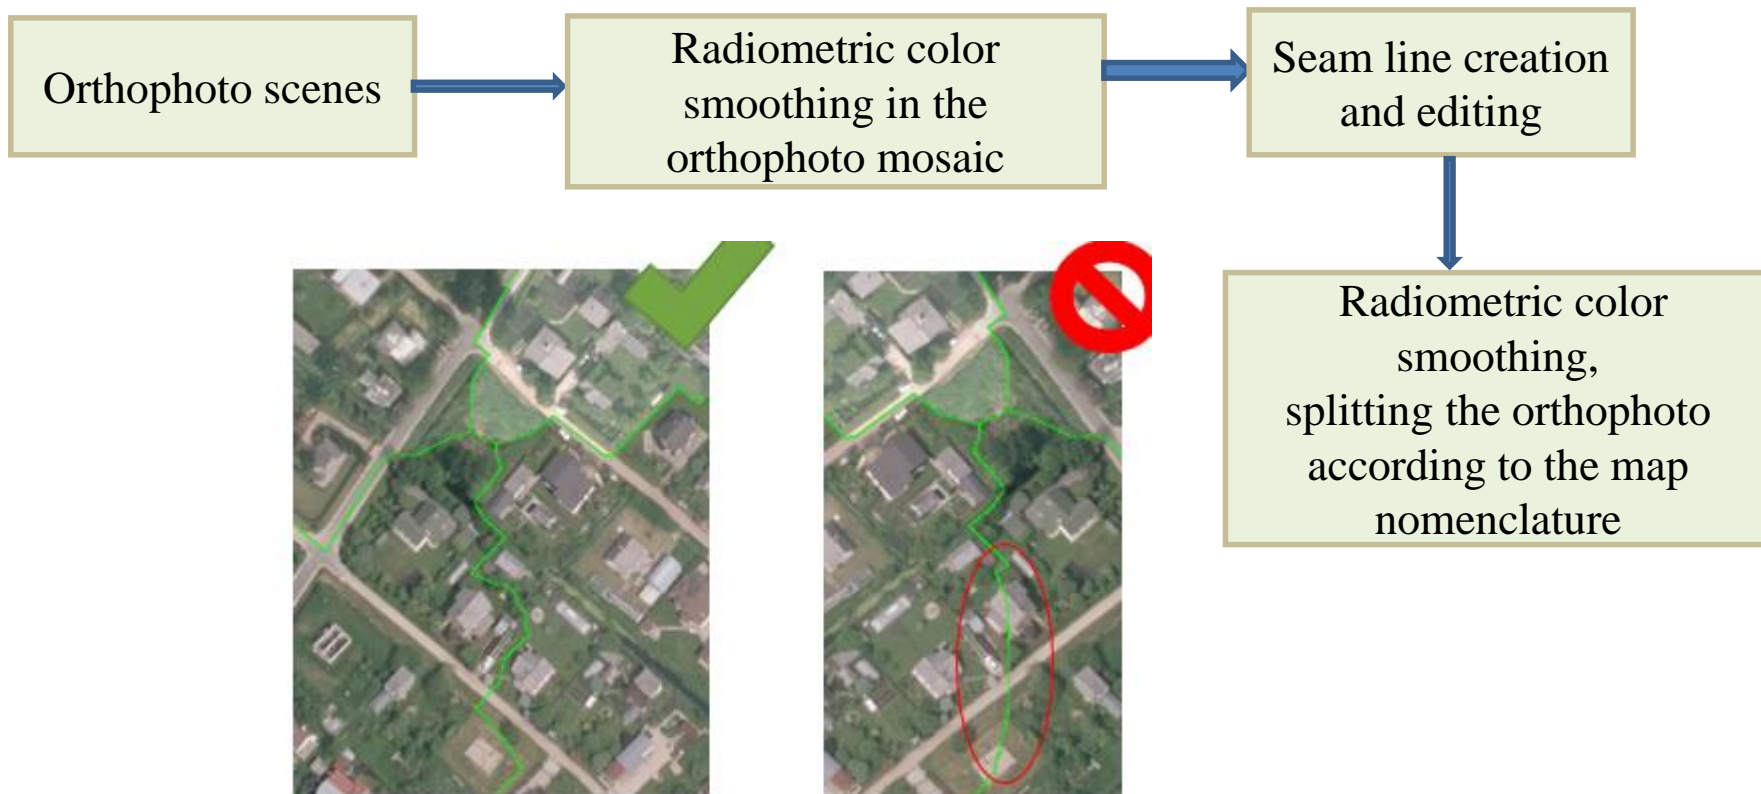 Orthophoto scenes
Radiometric color
smoothing in the
orthophoto mosaic
Seam line creation
and editing
Radiometric color
smoothing,
splitting the orthophoto
according to the map
nomenclature